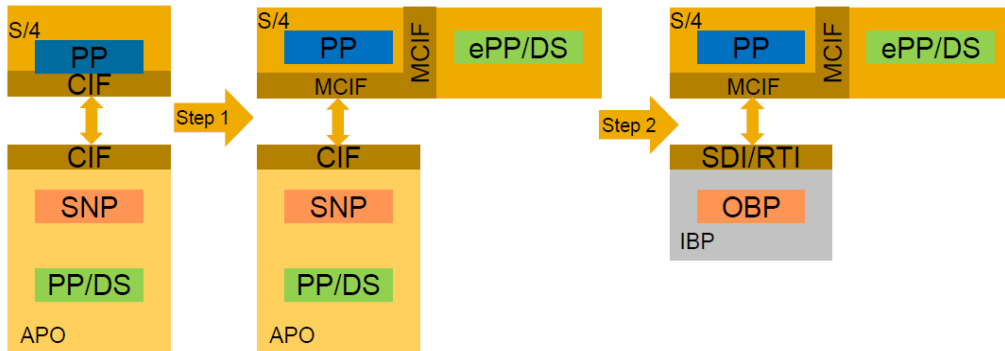 S/4
PP
CIF
CIF
SNP
PP/DS
APO
Step 1
S/4
PP
MCIF
MCIF
ePP/DS
CIF
SNP
PP/DS
APO
Step 2
S/4
PP
MCIF
MCIF
ePP/DS
SDI/RTI
OBP
IBP